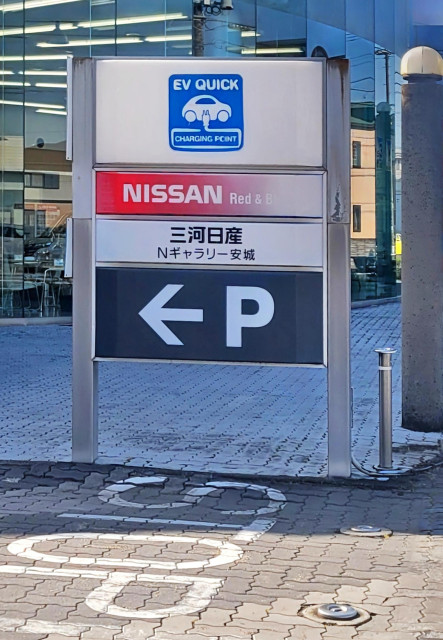 EV QUICK
CHARGING POINT
NISSAN Red &
三河日産
Nギャラリー安城
← P